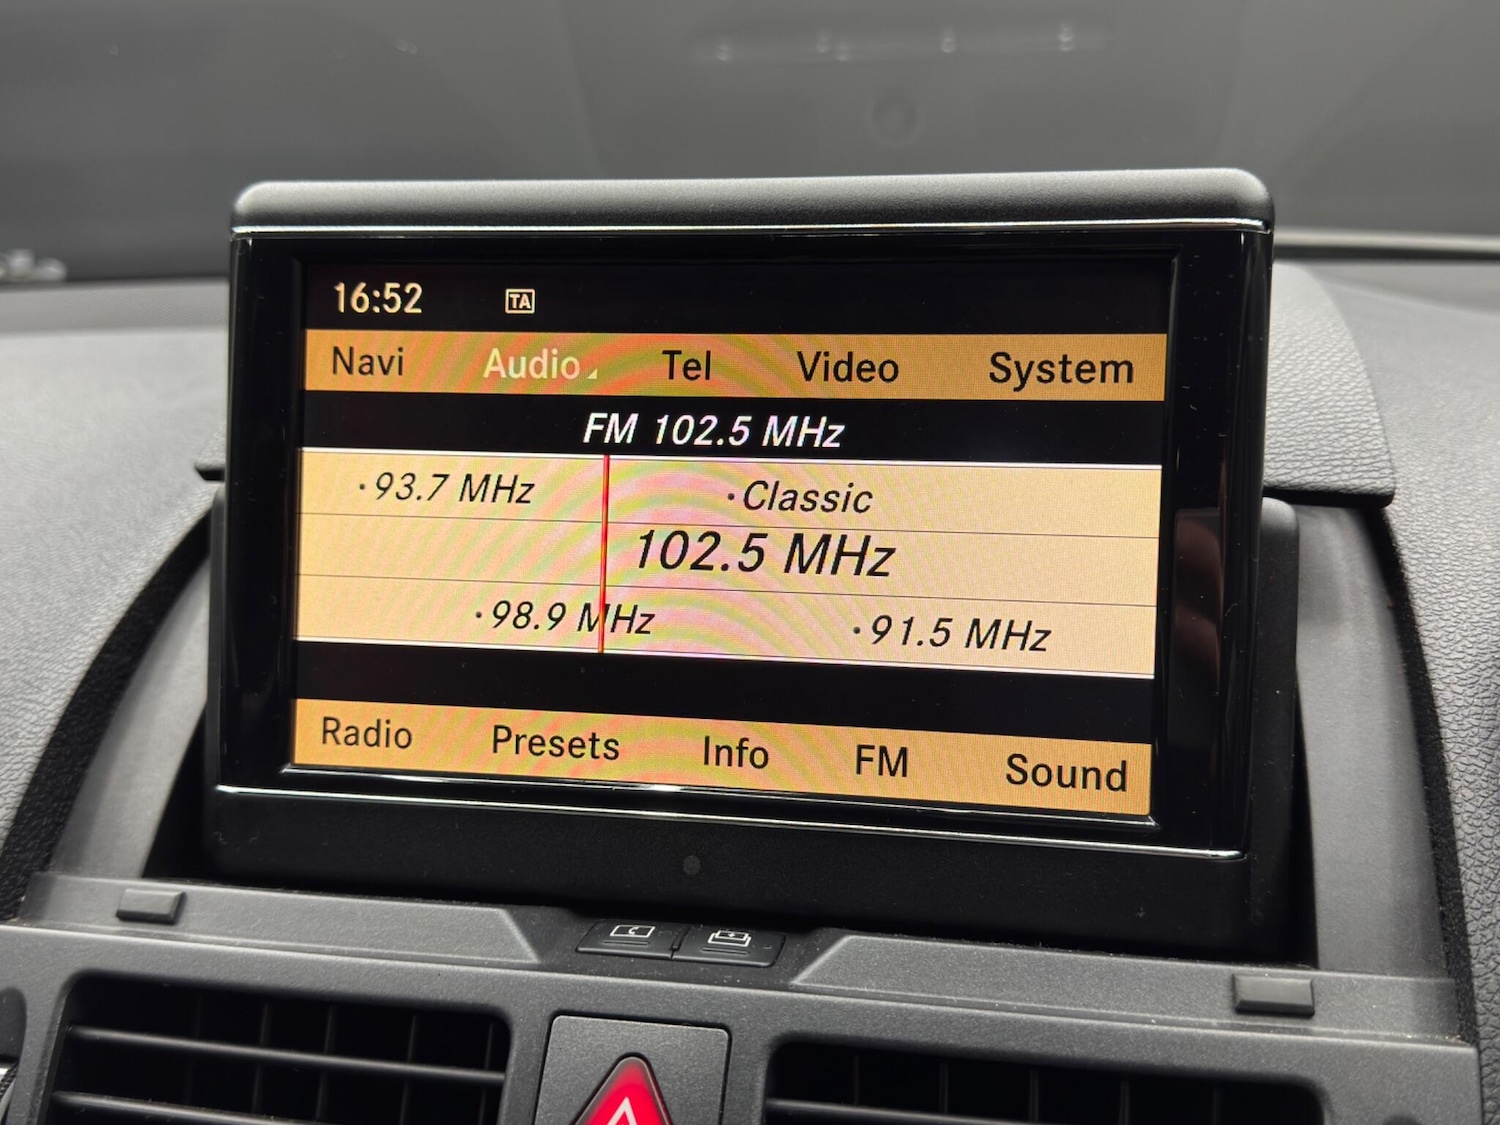 16:52 TA
Navi Audio Tel Video System
FM 102.5 MHz
·93.7 MHz ·Classic
102.5 MHz
·98.9 MHz ·91.5 MHz
Radio Presets Info FM Sound